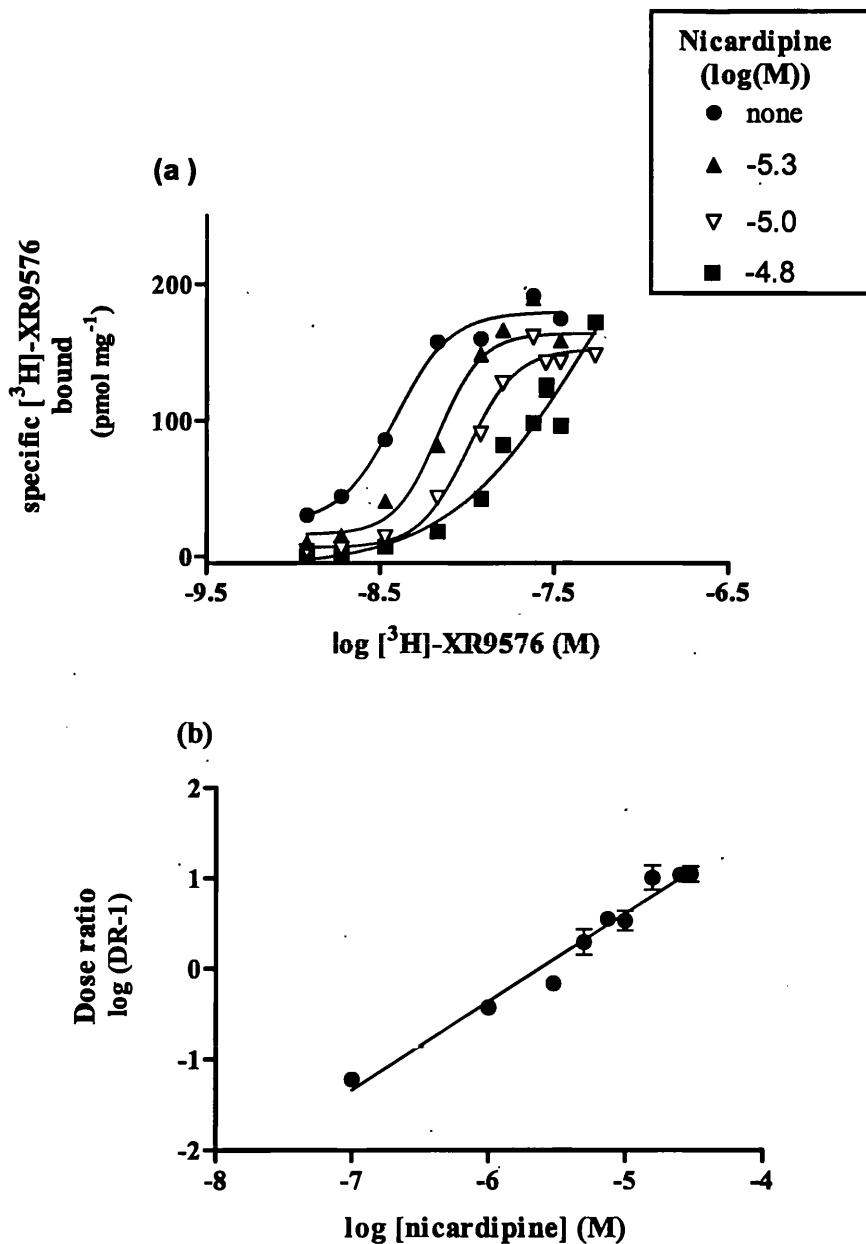 Nicardipine
(log(M))
none
-5.3
-5.0
-4.8
(a )
specific [³H]-XR9576
bound
(pmol mg⁻¹)
200
100
0
-9.5
-8.5
-7.5
-6.5
log [³H]-XR9576 (M)
(b)
Dose ratio
log (DR-1)
2
1
0
-1
-2
-8
-7
-6
-5
-4
log [nicardipine] (M)